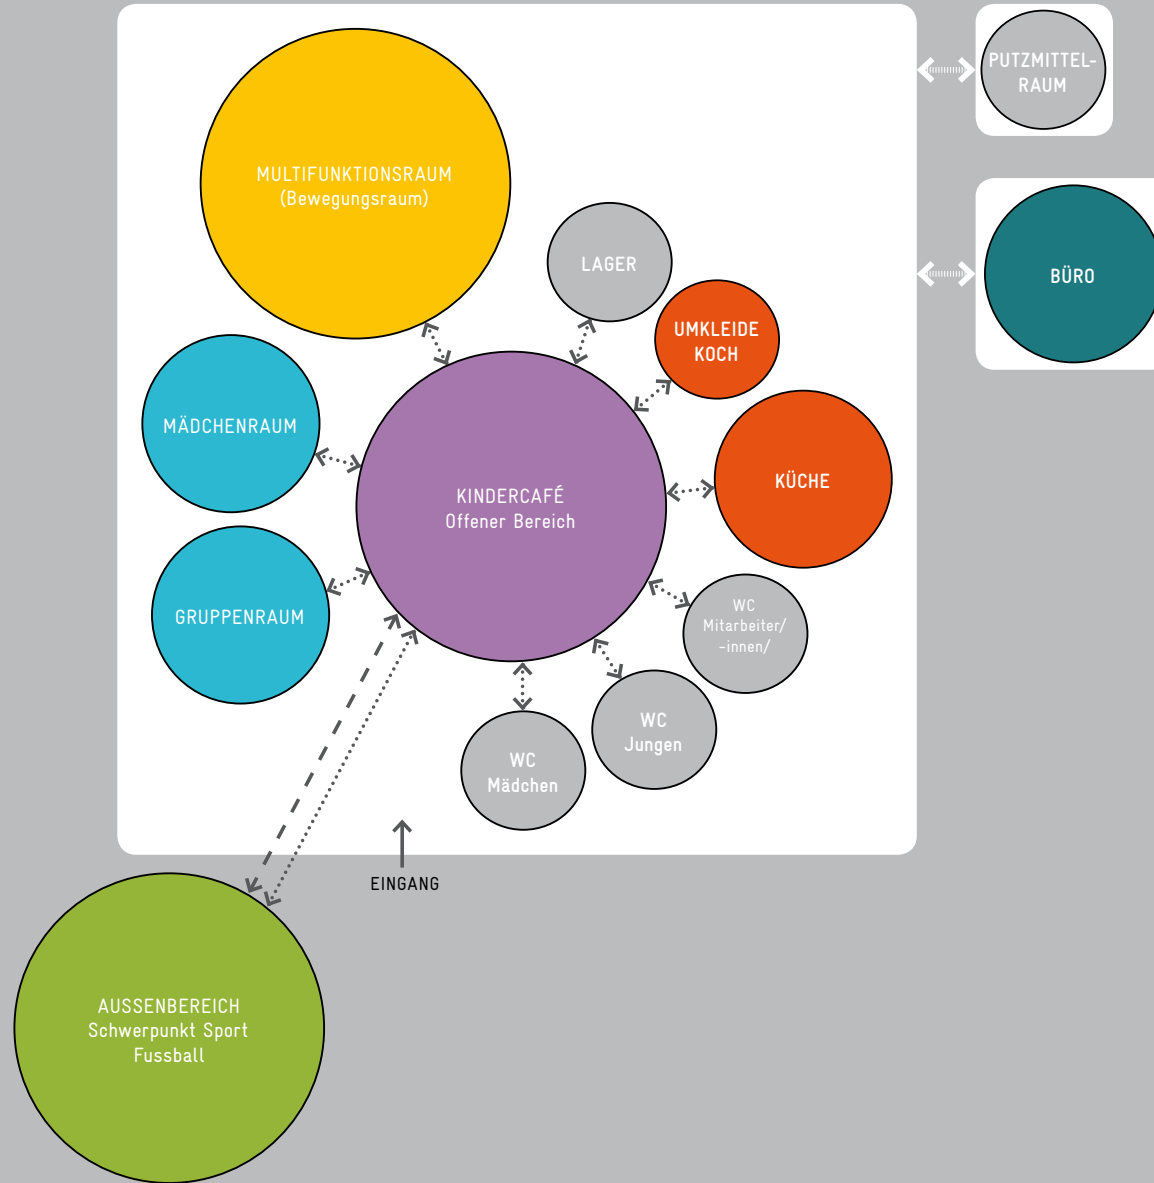 PUTZMITTEL-
RAUM
MULTIFUNKTIONSRAUM
(Bewegungsraum)
LAGER
BÜRO
UMKLEIDE
KOCH
MÄDCHENRAUM
KÜCHE
KINDERCAFÉ
Offener Bereich
GRUPPENRAUM
WC
Mitarbeiter/
-innen/
WC
Jungen
WC
Mädchen
EINGANG
AUSSENBEREICH
Schwerpunkt Sport
Fussball